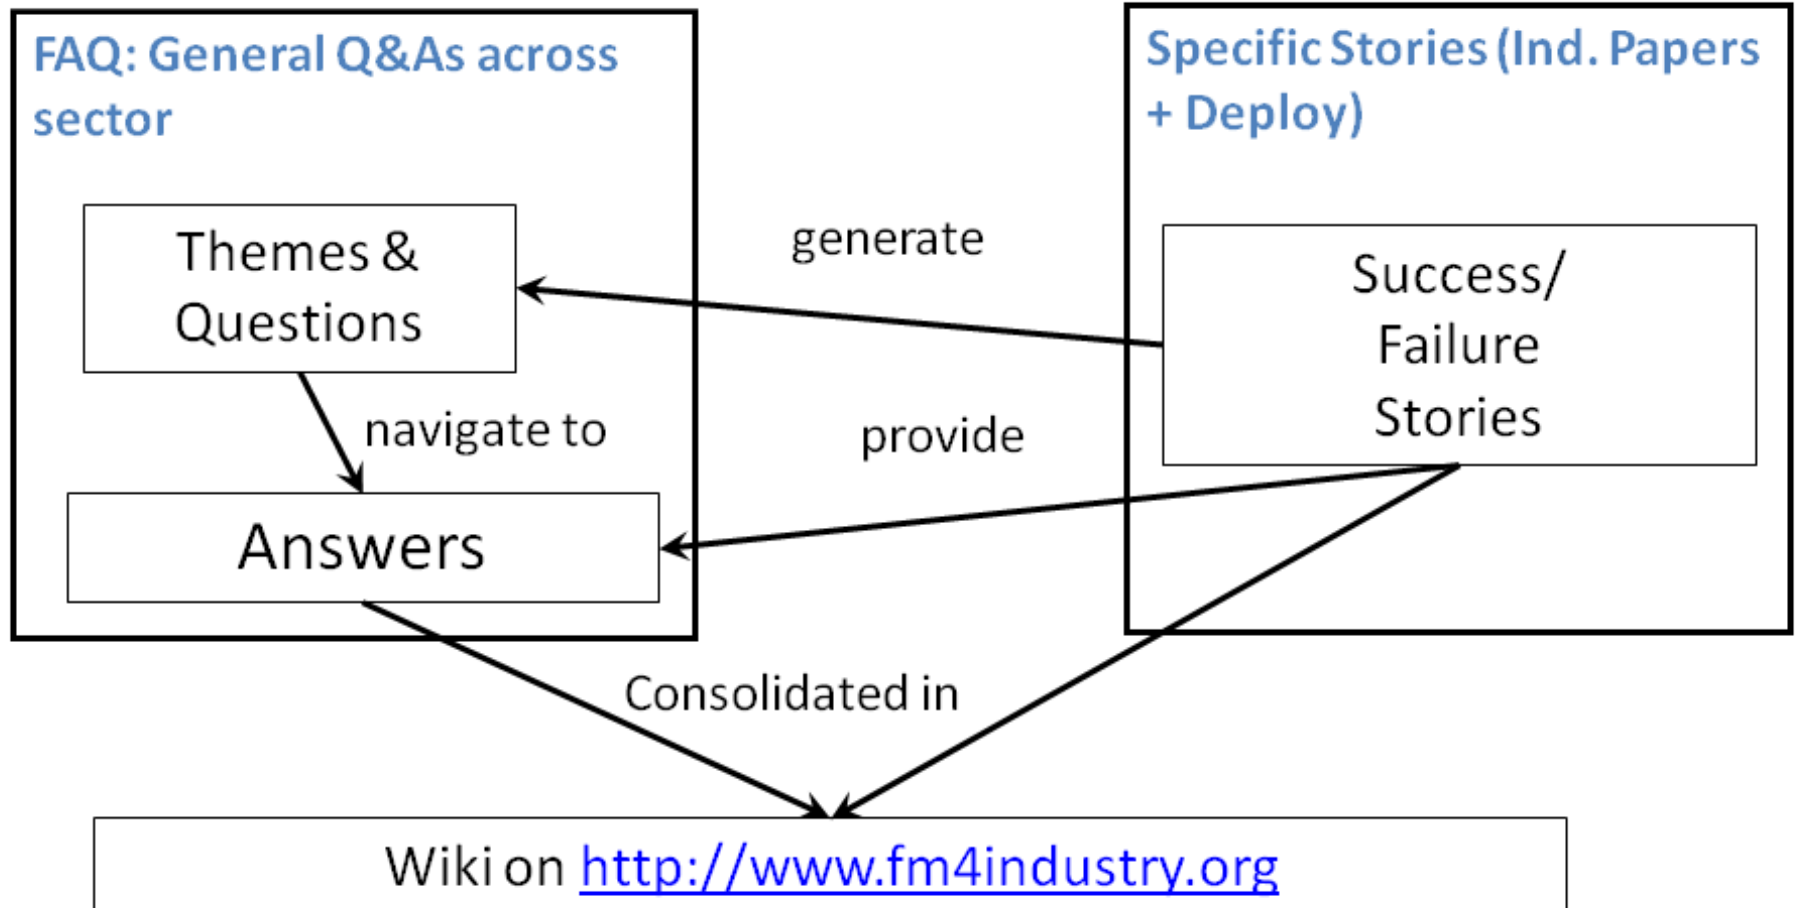 FAQ: General Q&As across
sector
Specific Stories (Ind. Papers
+ Deploy)
Themes &
Questions
generate
Success/
Failure
Stories
navigate to
provide
Answers
Consolidated in
Wiki on http://www.fm4industry.org